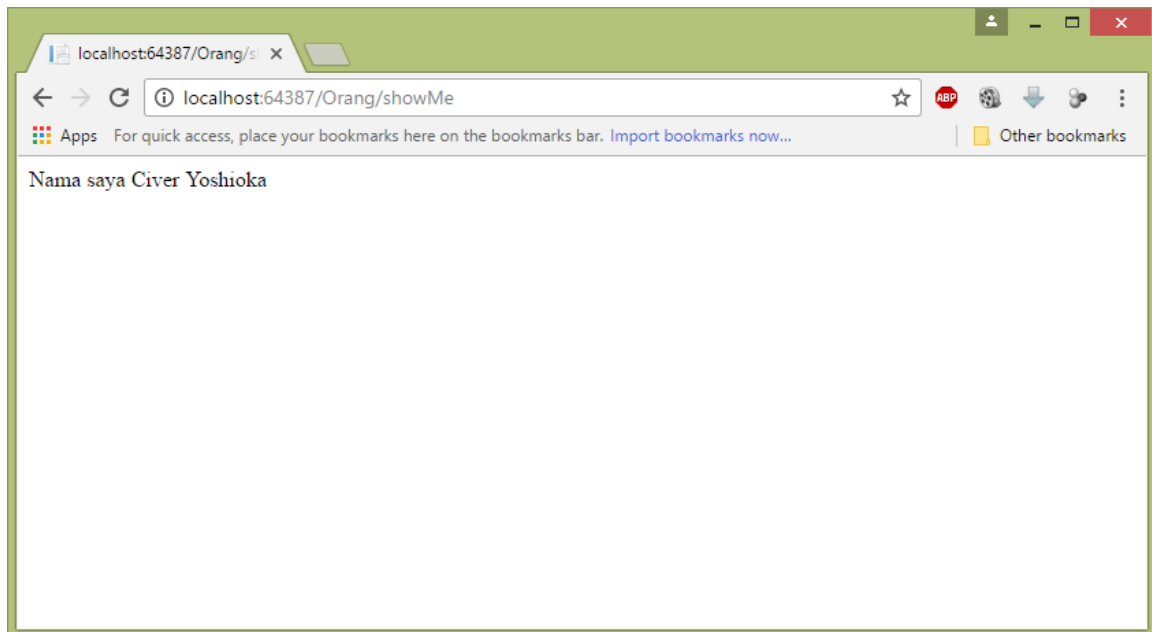 localhost:64387/Orang/s
localhost:64387/Orang/showMe
ABP
Apps For quick access, place your bookmarks here on the bookmarks bar. Import bookmarks now... Other bookmarks
Nama saya Civer Yoshioka